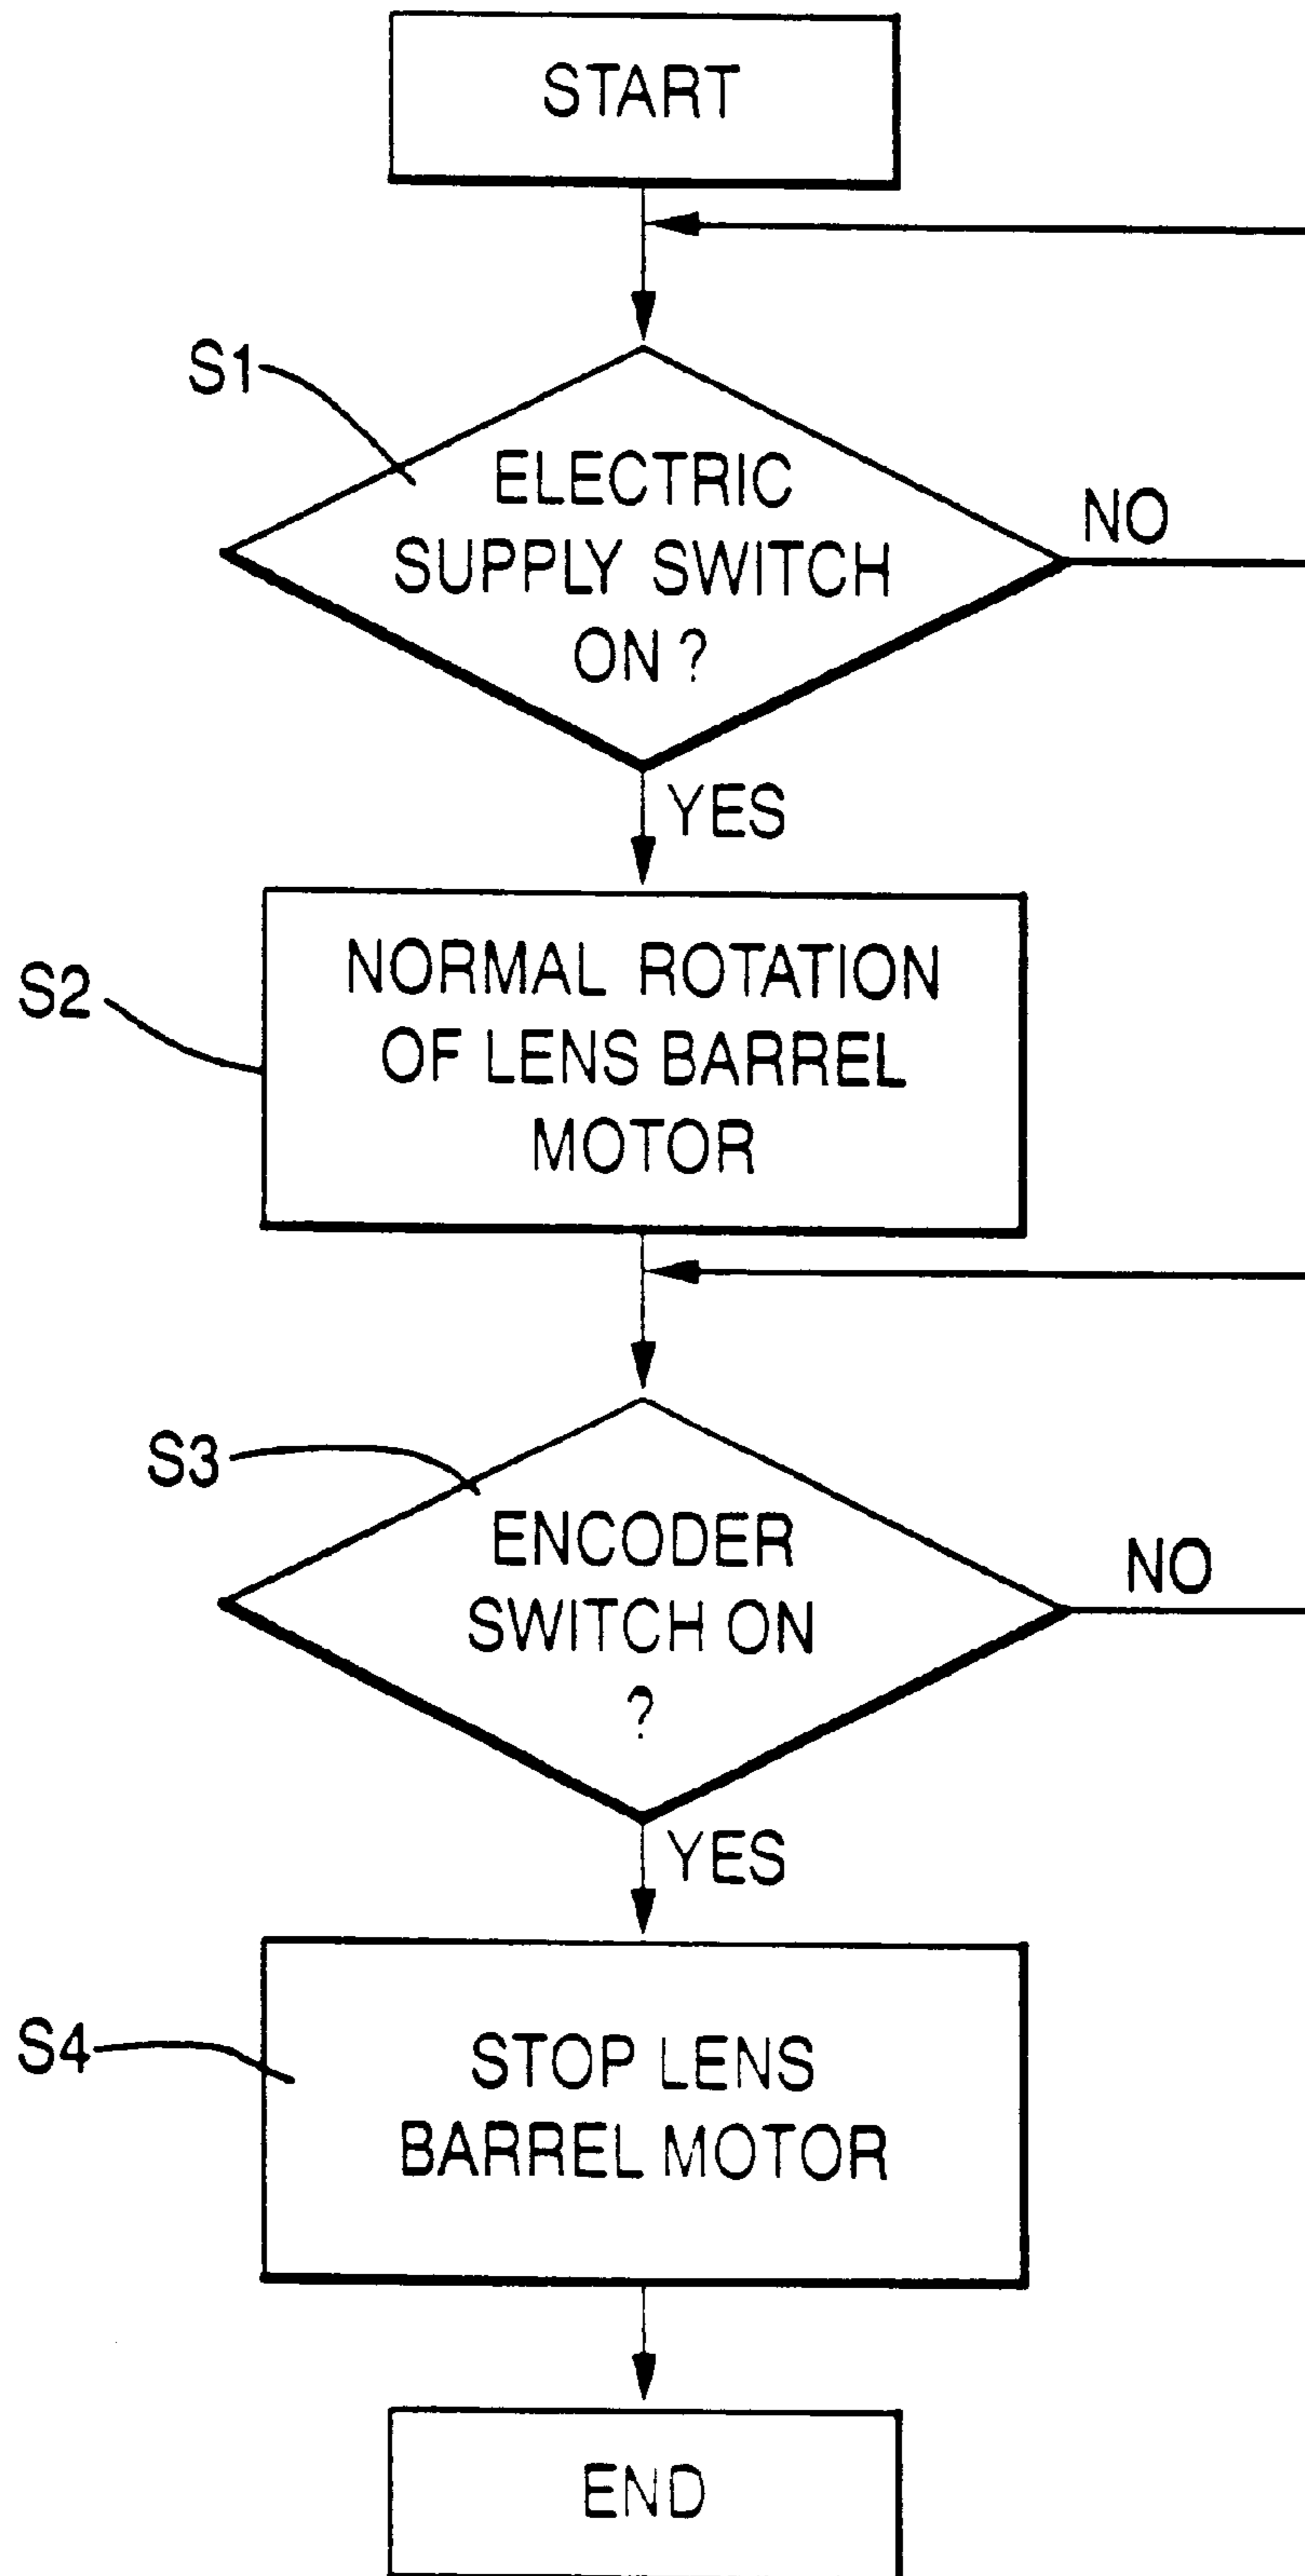 START
S1
ELECTRIC
SUPPLY SWITCH
ON ?
NO
YES
S2
NORMAL ROTATION
OF LENS BARREL
MOTOR
S3
ENCODER
SWITCH ON
?
NO
YES
S4
STOP LENS
BARREL MOTOR
END